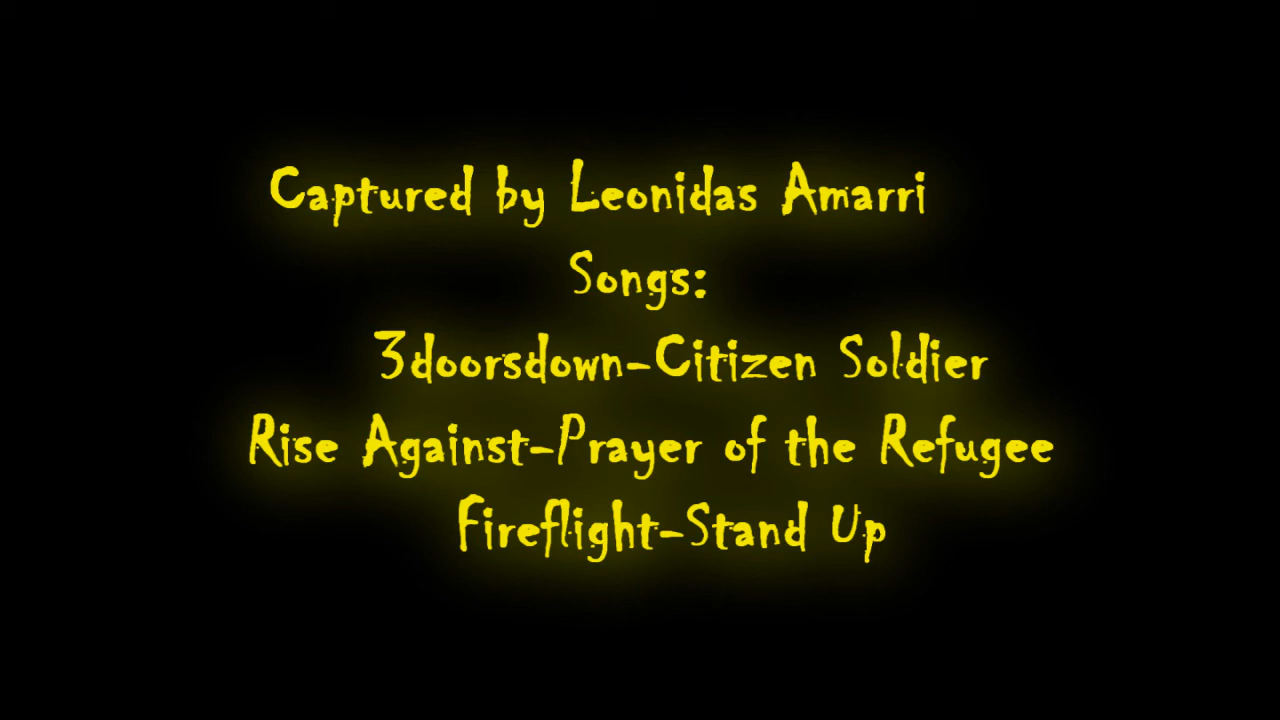 Captured by Leonidas Amarri
Songs:
3doorsdown-Citizen Soldier
Rise Against-Prayer of the Refugee
Fireflight-Stand Up